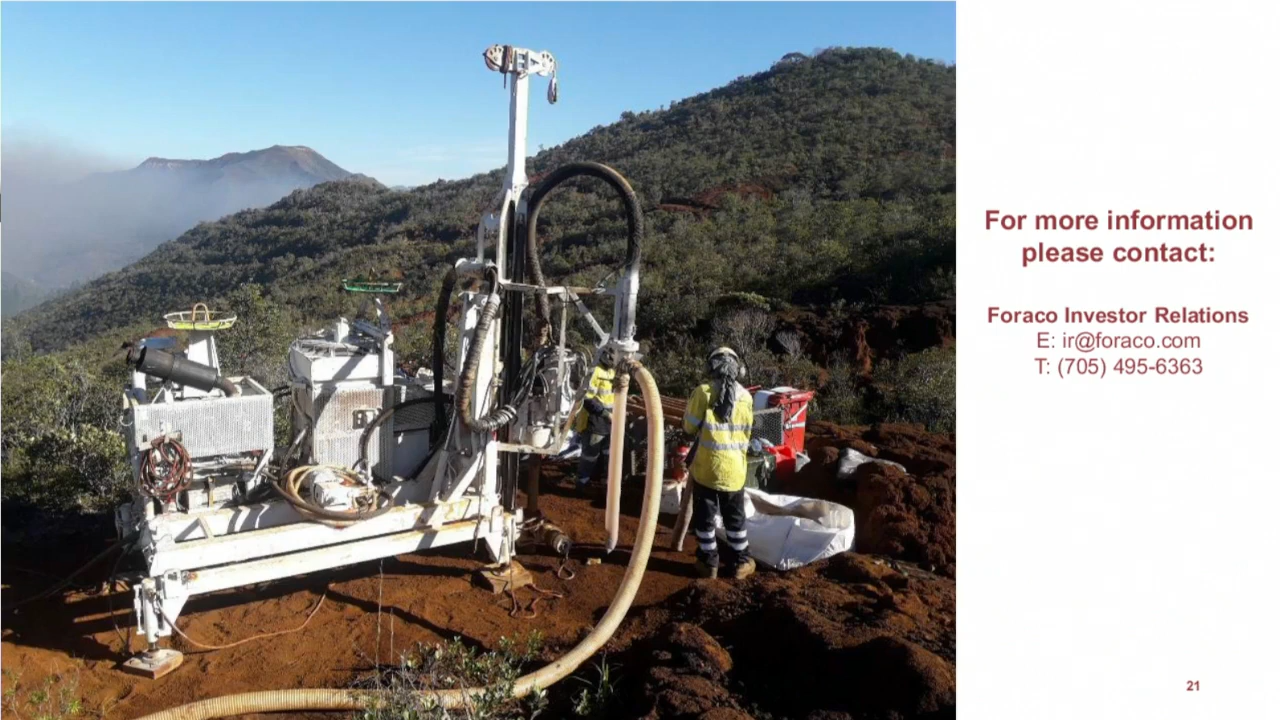 For more information
please contact:
Foraco Investor Relations
E: ir@foraco.com
T: (705) 495-6363
21